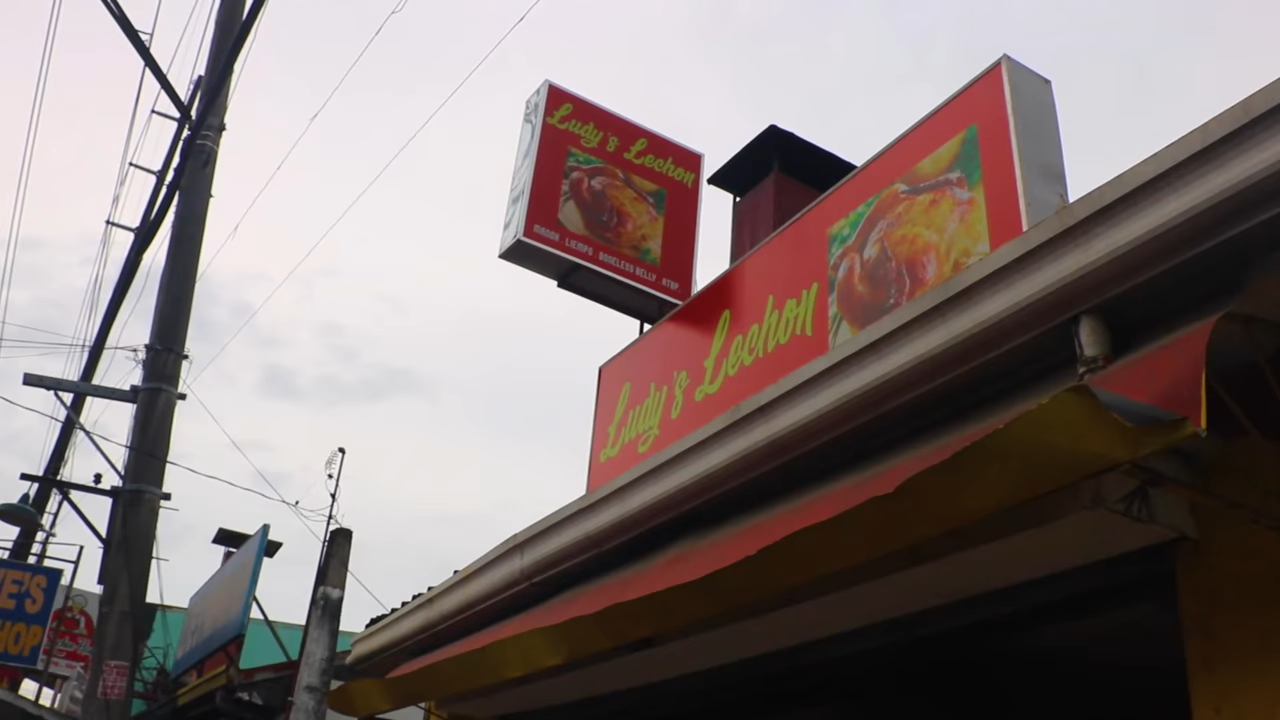 Ludy's Lechon
MANOK . LIEMPO . BONELESS BELLY . ATBP.
Ludy's Lechon
E'S
HOP